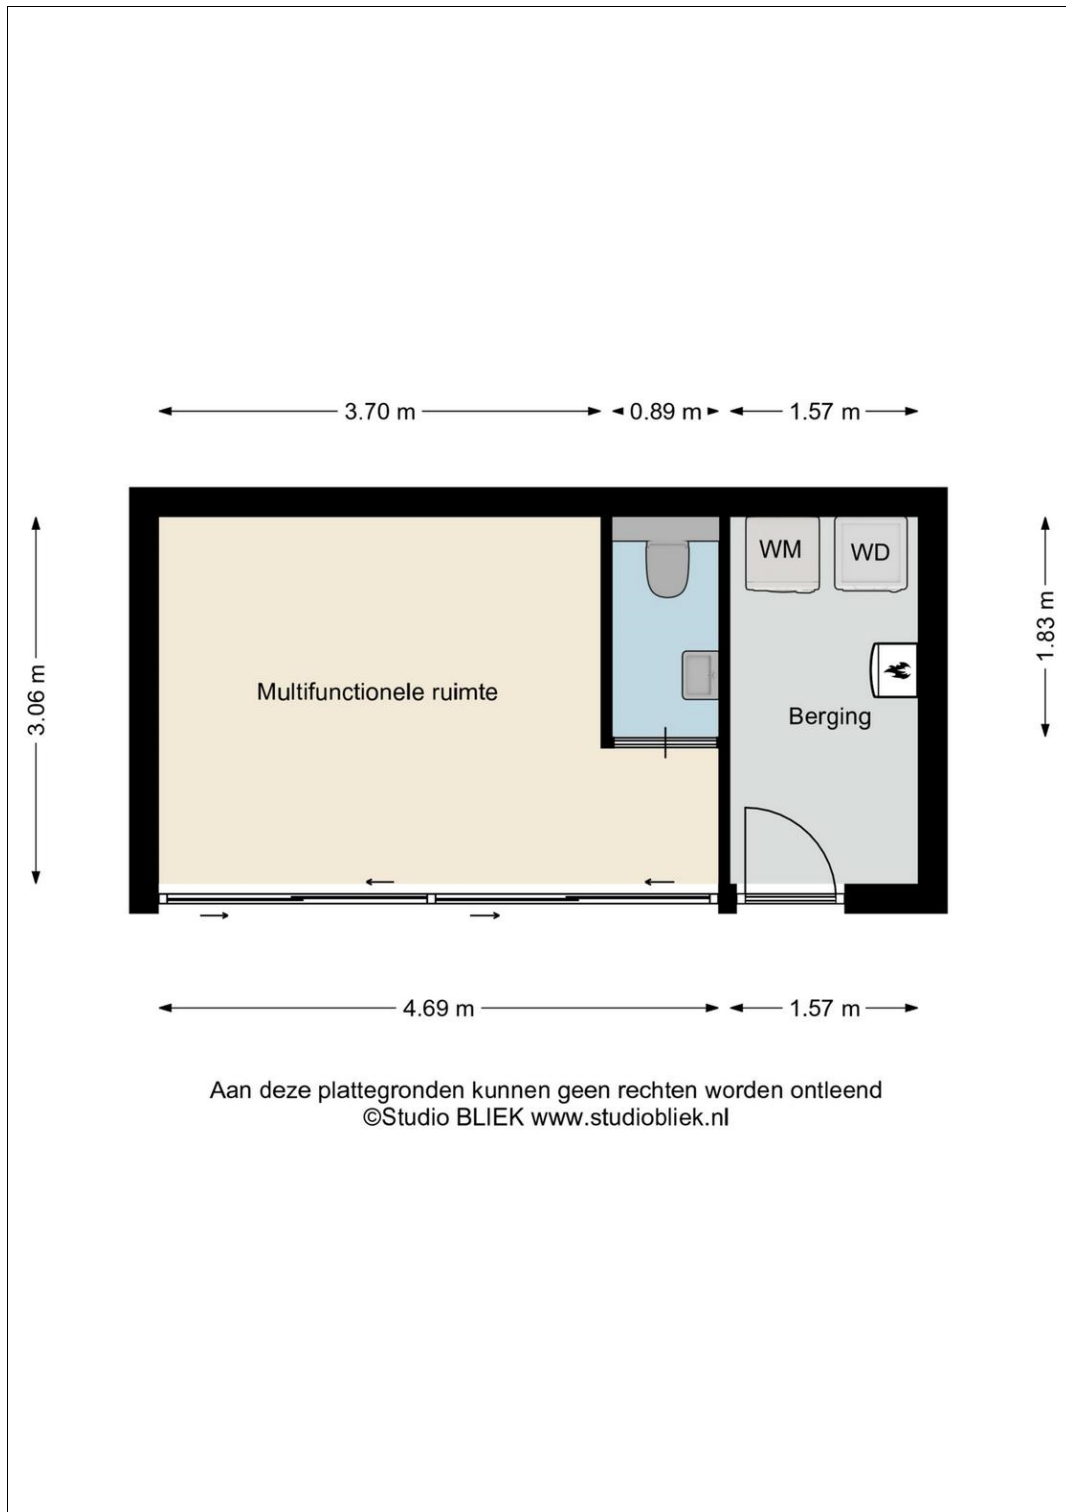 3.70 m
0.89 m
1.57 m
WM
WD
3.06 m
1.83 m
Multifunctionele ruimte
Berging
4.69 m
1.57 m
Aan deze plattegronden kunnen geen rechten worden ontleend
©Studio BLIEK www.studiobliek.nl